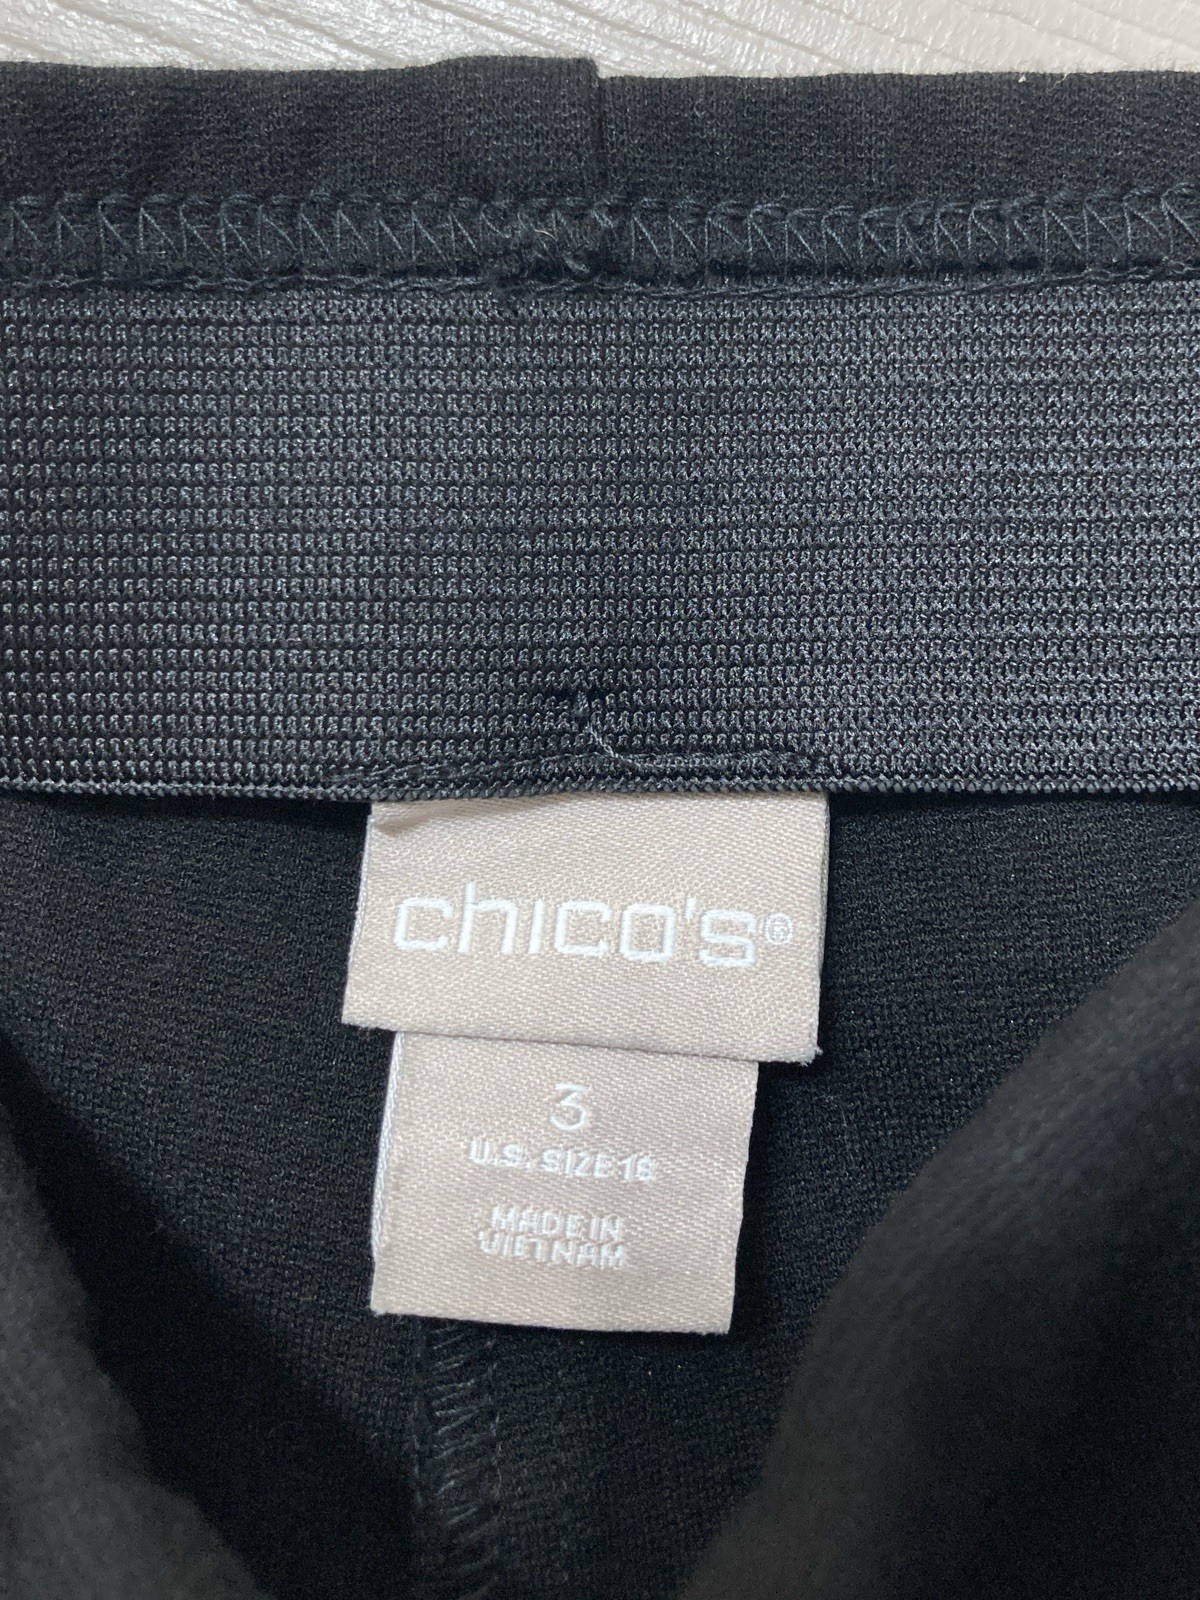 chico's®
3
U.S. SIZE 16
MADE IN
VIETNAM